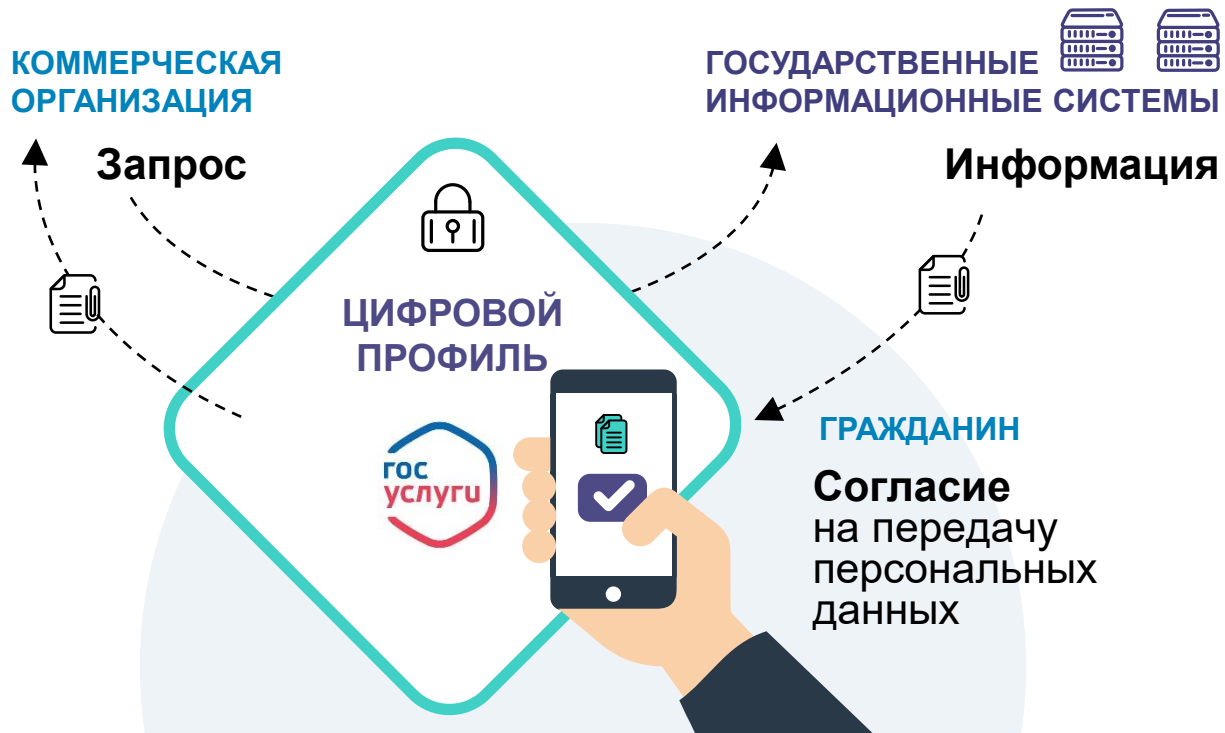 КОММЕРЧЕСКАЯ
ОРГАНИЗАЦИЯ
Запрос
ГОСУДАРСТВЕННЫЕ
ИНФОРМАЦИОННЫЕ СИСТЕМЫ
Информация
ЦИФРОВОЙ
ПРОФИЛЬ
гос
услуги
ГРАЖДАНИН
Согласие
на передачу
персональных
данных